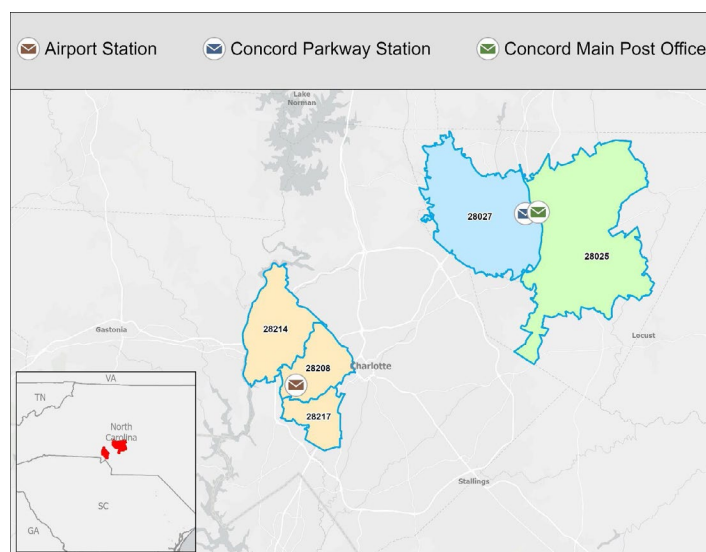 Airport Station
Concord Parkway Station
Concord Main Post Office
Lake
Norman
28027
28025
28214
Gastonia
28208
Charlotte
Locust
28217
Stallings
VA
TN
North
Carolina
SC
GA